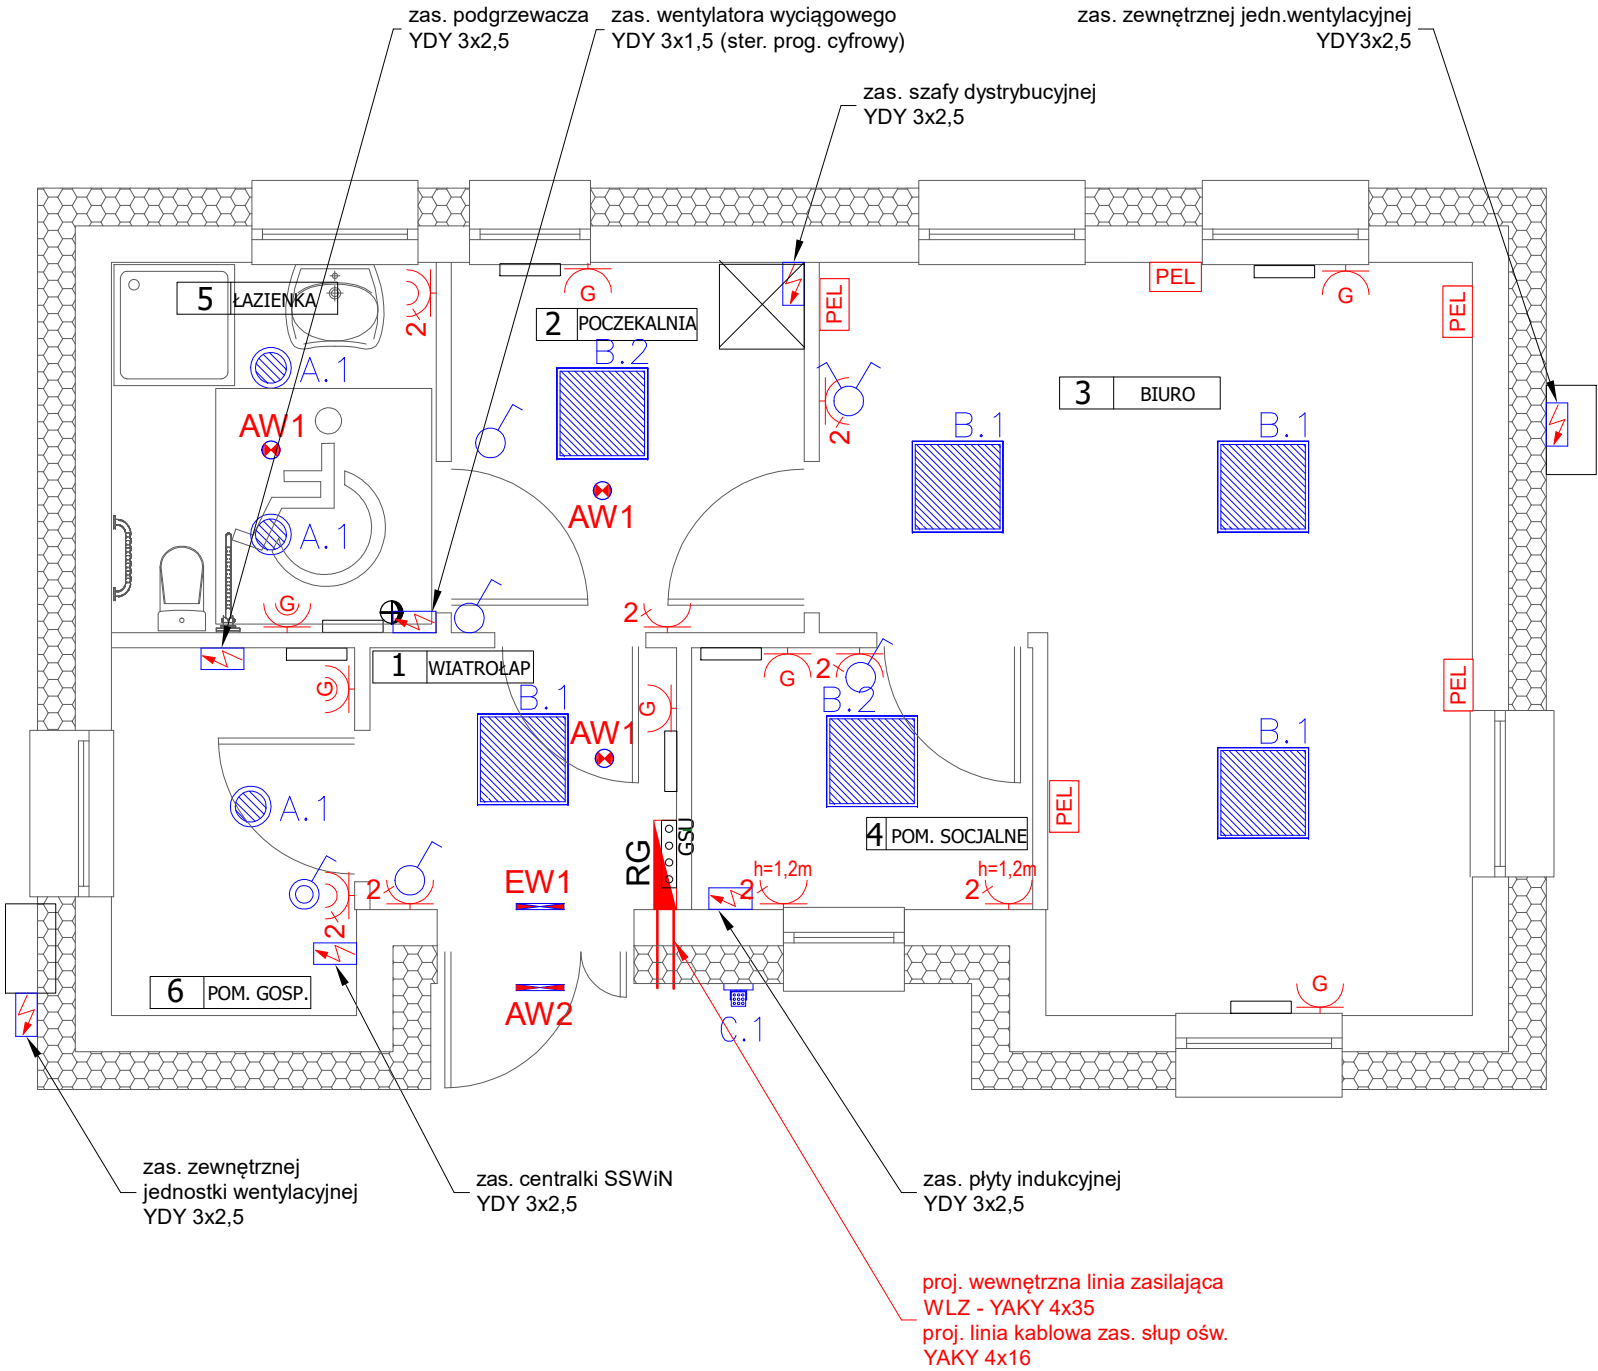 zas. podgrzewacza
YDY 3x2,5
zas. wentylatora wyciągowego
YDY 3x1,5 (ster. prog. cyfrowy)
zas. zewnętrznej jedn.wentylacyjnej
YDY3x2,5
zas. szafy dystrybucyjnej
YDY 3x2,5
5 ŁAZIENKA
2
G
2 POCZEKALNIA
PEL
PEL
G
PEL
B.2
A.1
3 BIURO
2
AW1
B.1
B.1
AW1
A.1
G
2
1 WIATROŁAP
G
G
2
PEL
B.1
G
B.2
AW1
B.1
A.1
PEL
RG
GSU
4 POM. SOCJALNE
EW1
2
2
h=1,2m
2
h=1,2m
2
6 POM. GOSP.
AW2
C.1
G
zas. zewnętrznej
jednostki wentylacyjnej
YDY 3x2,5
zas. centralki SSWiN
YDY 3x2,5
zas. płyty indukcyjnej
YDY 3x2,5
proj. wewnętrzna linia zasilająca
WLZ - YAKY 4x35
proj. linia kablowa zas. słup ośw.
YAKY 4x16